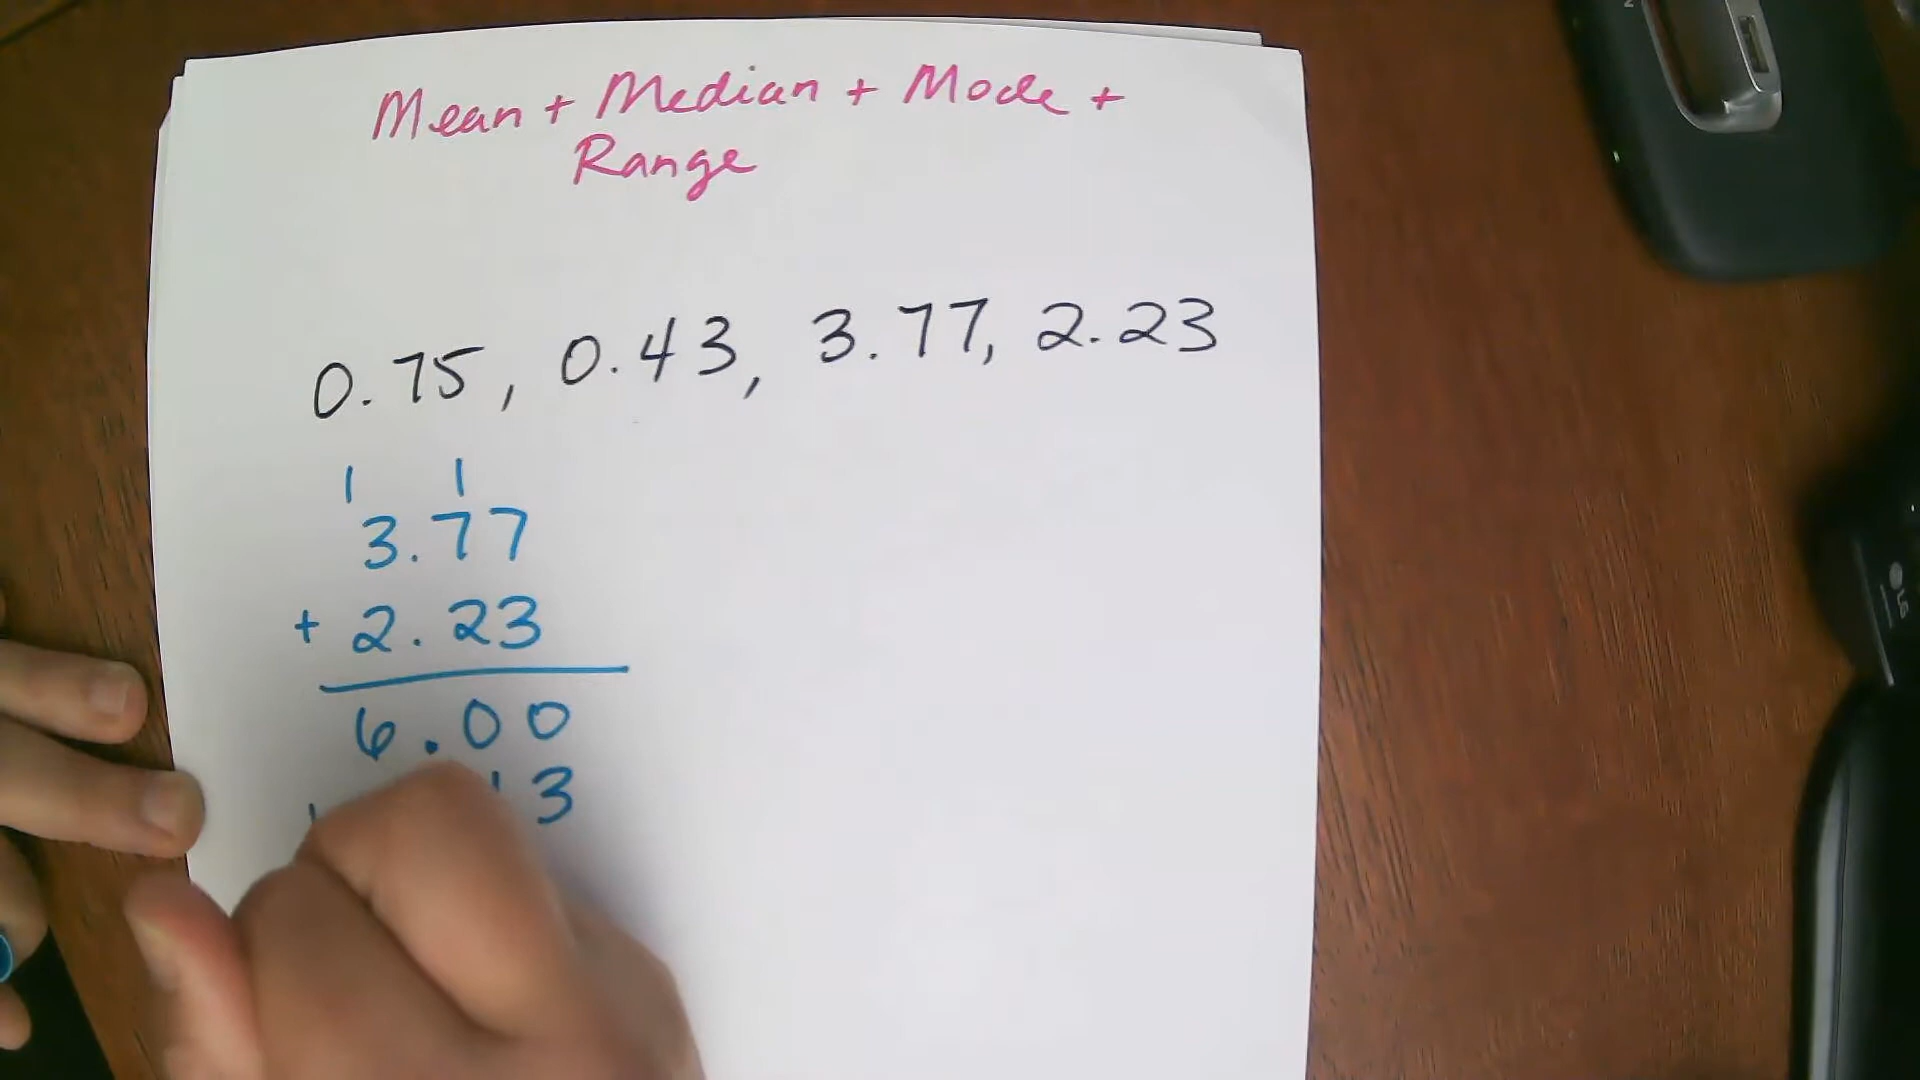 Mean + Median + Mode +
Range
0.75, 0.43, 3.77, 2.23
1 1
3.77
+ 2.23
6.00
3
LG